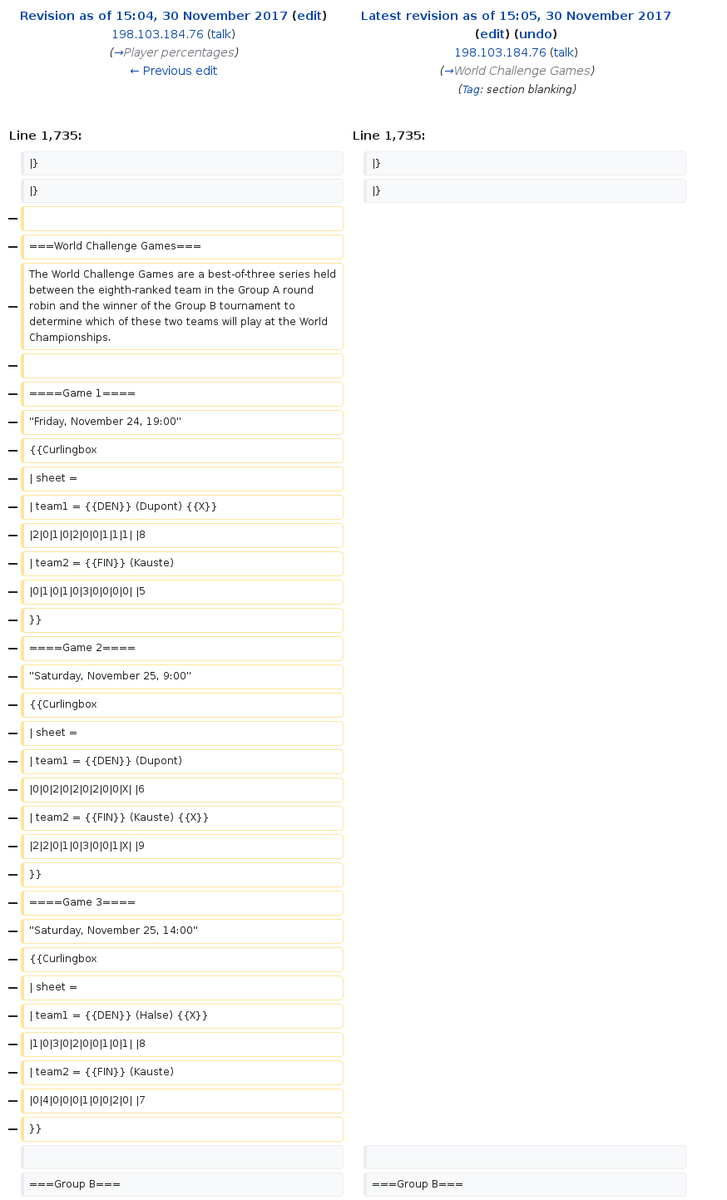 Revision as of 15:04, 30 November 2017 (edit)
198.103.184.76 (talk)
(→Player percentages)
← Previous edit
Latest revision as of 15:05, 30 November 2017
(edit) (undo)
198.103.184.76 (talk)
(→World Challenge Games)
(Tag: section blanking)
Line 1,735:
Line 1,735:
|}
|}
|}
|}
−
− ===World Challenge Games===
The World Challenge Games are a best-of-three series held
between the eighth-ranked team in the Group A round
− robin and the winner of the Group B tournament to
determine which of these two teams will play at the World
Championships.
−
− ====Game 1====
− "Friday, November 24, 19:00"
− {{Curlingbox
− | sheet =
− | team1 = {{DEN}} (Dupont) {{X}}
− |2|0|1|0|2|0|0|1|1|1| |8
− | team2 = {{FIN}} (Kauste)
− |0|1|0|1|0|3|0|0|0|0| |5
− }}
− ====Game 2====
− "Saturday, November 25, 9:00"
− {{Curlingbox
− | sheet =
− | team1 = {{DEN}} (Dupont)
− |0|0|2|0|2|0|2|0|0|X| |6
− | team2 = {{FIN}} (Kauste) {{X}}
− |2|2|0|1|0|3|0|0|1|X| |9
− }}
− ====Game 3====
− "Saturday, November 25, 14:00"
− {{Curlingbox
− | sheet =
− | team1 = {{DEN}} (Halse) {{X}}
− |1|0|3|0|2|0|0|1|0|1| |8
− | team2 = {{FIN}} (Kauste)
− |0|4|0|0|0|1|0|0|2|0| |7
− }}
===Group B===
===Group B===